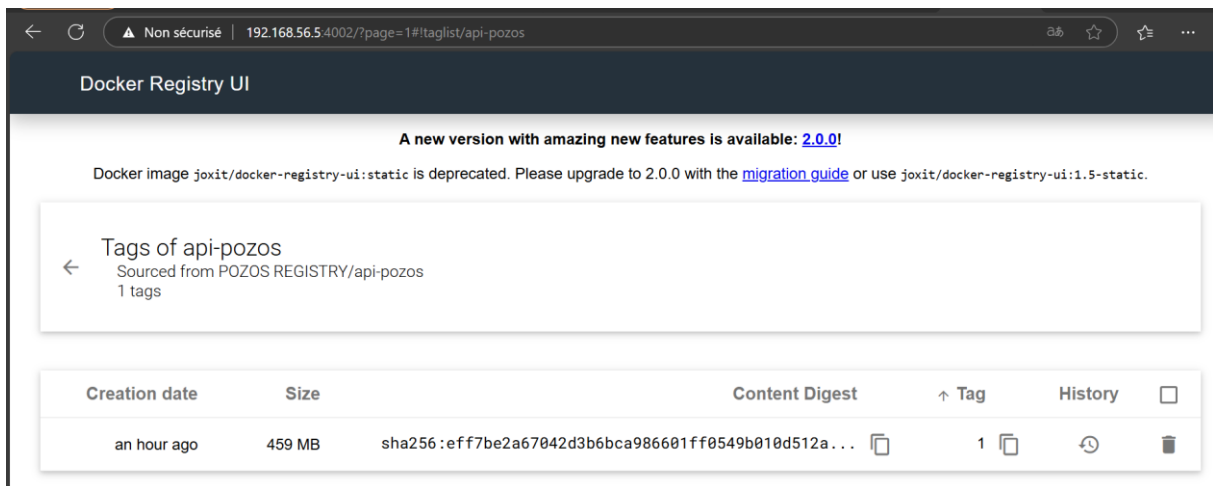 Non sécurisé 192.168.56.5:4002/?page=1#!taglist/api-pozos
Docker Registry UI
A new version with amazing new features is available: 2.0.0!
Docker image joxit/docker-registry-ui:static is deprecated. Please upgrade to 2.0.0 with the migration guide or use joxit/docker-registry-ui:1.5-static.
Tags of api-pozos
Sourced from POZOS REGISTRY/api-pozos
1 tags
Creation date Size Content Digest Tag History
an hour ago 459 MB sha256:eff7be2a67042d3b6bca986601ff0549b010d512a... 1